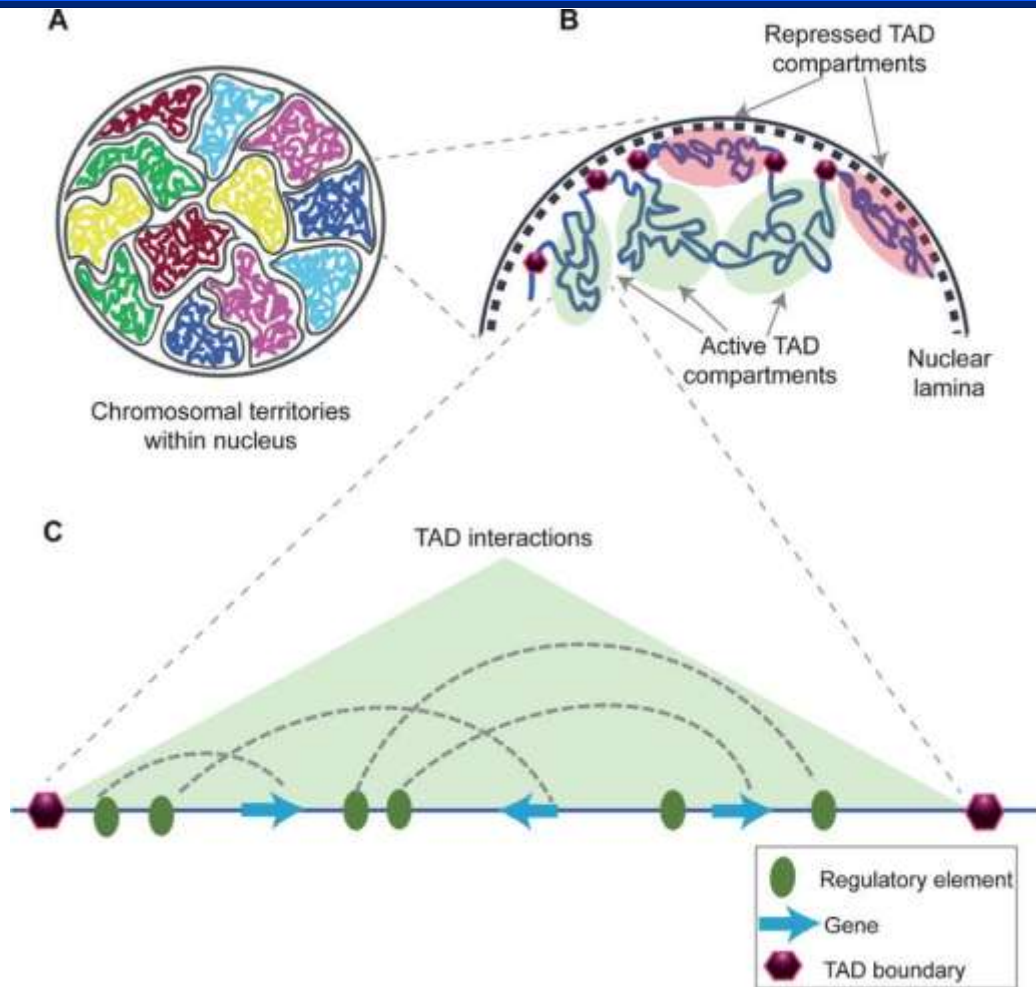 A
B
Repressed TAD
compartments
Active TAD
compartments
Nuclear
lamina
Chromosomal territories
within nucleus
C
TAD interactions
Regulatory element
Gene
TAD boundary